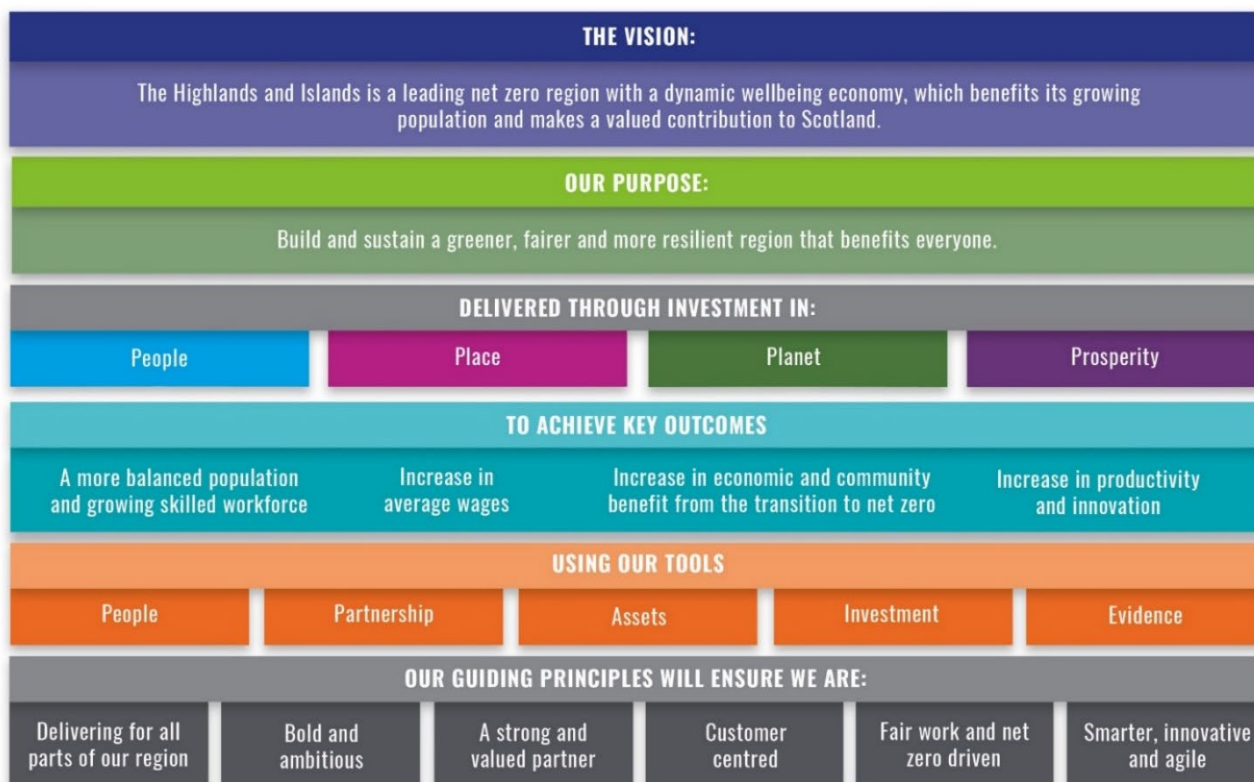 THE VISION:
The Highlands and Islands is a leading net zero region with a dynamic wellbeing economy, which benefits its growing
population and makes a valued contribution to Scotland.
OUR PURPOSE:
Build and sustain a greener, fairer and more resilient region that benefits everyone.
DELIVERED THROUGH INVESTMENT IN:
People
Place
Planet
Prosperity
TO ACHIEVE KEY OUTCOMES
A more balanced population
and growing skilled workforce
Increase in
average wages
Increase in economic and community
benefit from the transition to net zero
Increase in productivity
and innovation
USING OUR TOOLS
People
Partnership
Assets
Investment
Evidence
OUR GUIDING PRINCIPLES WILL ENSURE WE ARE:
Delivering for all
parts of our region
Bold and
ambitious
A strong and
valued partner
Customer
centred
Fair work and net
zero driven
Smarter, innovative
and agile